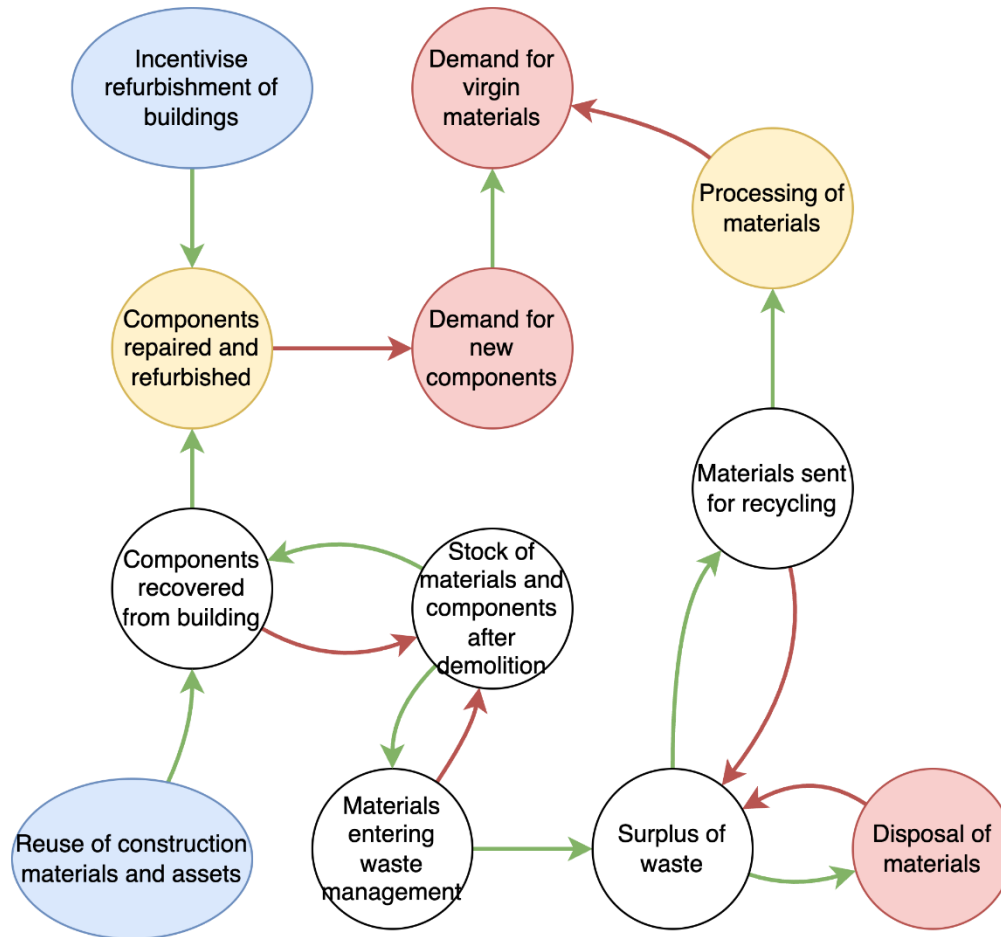 Incentivise
refurbishment of
buildings
Demand for
virgin
materials
Processing of
materials
Components
repaired and
refurbished
Demand for
new
components
Materials sent
for recycling
Components
recovered
from building
Stock of
materials and
components
after
demolition
Reuse of construction
materials and assets
Materials
entering
waste
management
Surplus of
waste
Disposal of
materials